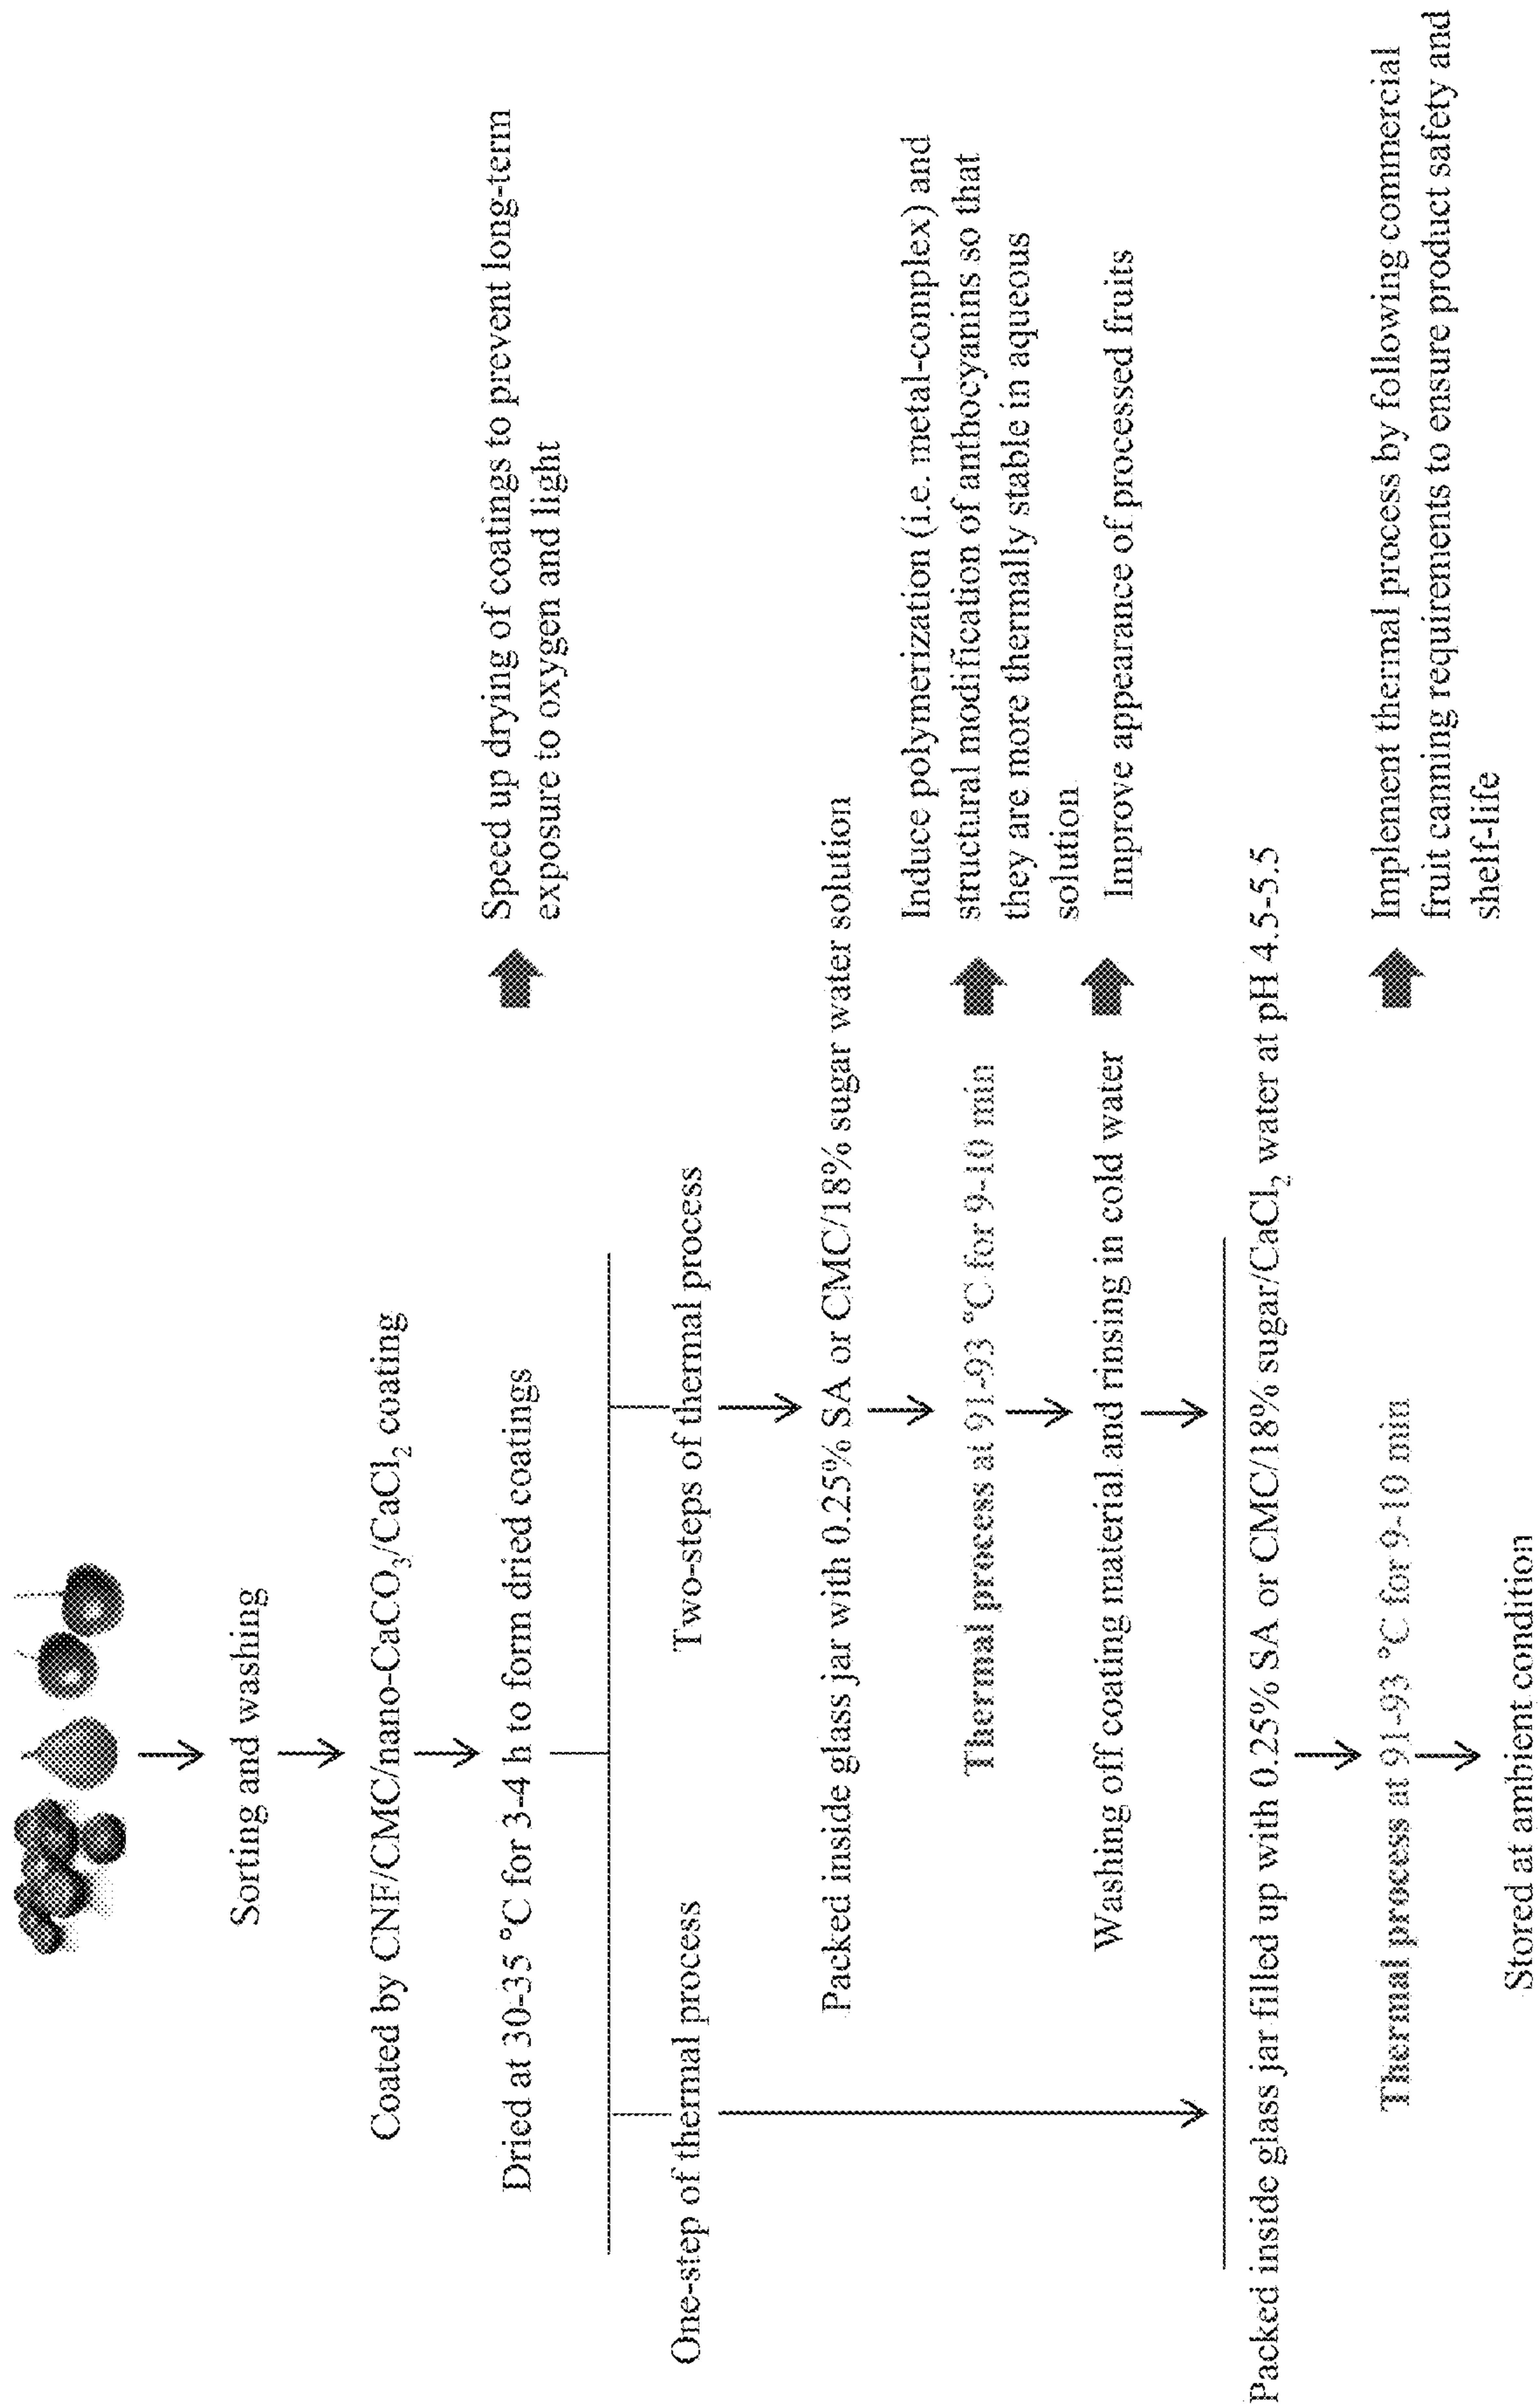 Sorting and washing
Coated by CNF/CMC/nano-CaCO₃/CaCl₂ coating
Dried at 30-35 °C for 3-4 h to form dried coatings
Speed up drying of coatings to prevent long-term
exposure to oxygen and light
One-step of thermal process
Two-steps of thermal process
Packed inside glass jar with 0.25% SA or CMC/18% sugar water solution
Thermal process at 91-93 °C for 9-10 min
Induce polymerization (i.e. metal-complex) and
structural modification of anthocyanins so that
they are more thermally stable in aqueous
solution
Washing off coating material and rinsing in cold water
Improve appearance of processed fruits
Packed inside glass jar filled up with 0.25% SA or CMC/18% sugar/CaCl₂ water at pH 4.5-5.5
Thermal process at 91-93 °C for 9-10 min
Implement thermal process by following commercial
fruit canning requirements to ensure product safety and
shelf-life
Stored at ambient condition